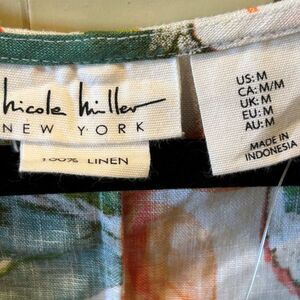 nicole miller
NEW YORK
100% LINEN
US: M
CA: M/M
UK: M
EU: M
AU: M
MADE IN
INDONESIA